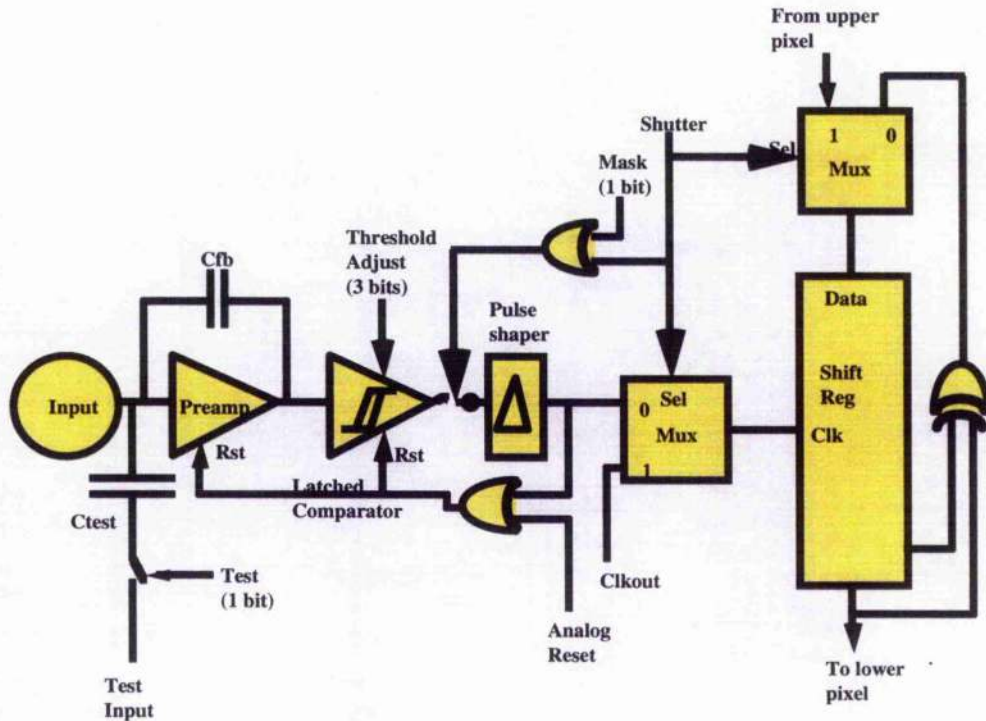 From upper
pixel
Shutter
Sel
1
0
Mux
Mask
(1 bit)
Threshold
Adjust
(3 bits)
Cfb
Pulse
shaper
Data
Shift
Reg
Clk
Input
Preamp
Rst
Rst
0
Sel
Mux
1
Latched
Comparator
Ctest
Test
(1 bit)
Clkout
Analog
Reset
Test
Input
To lower
pixel